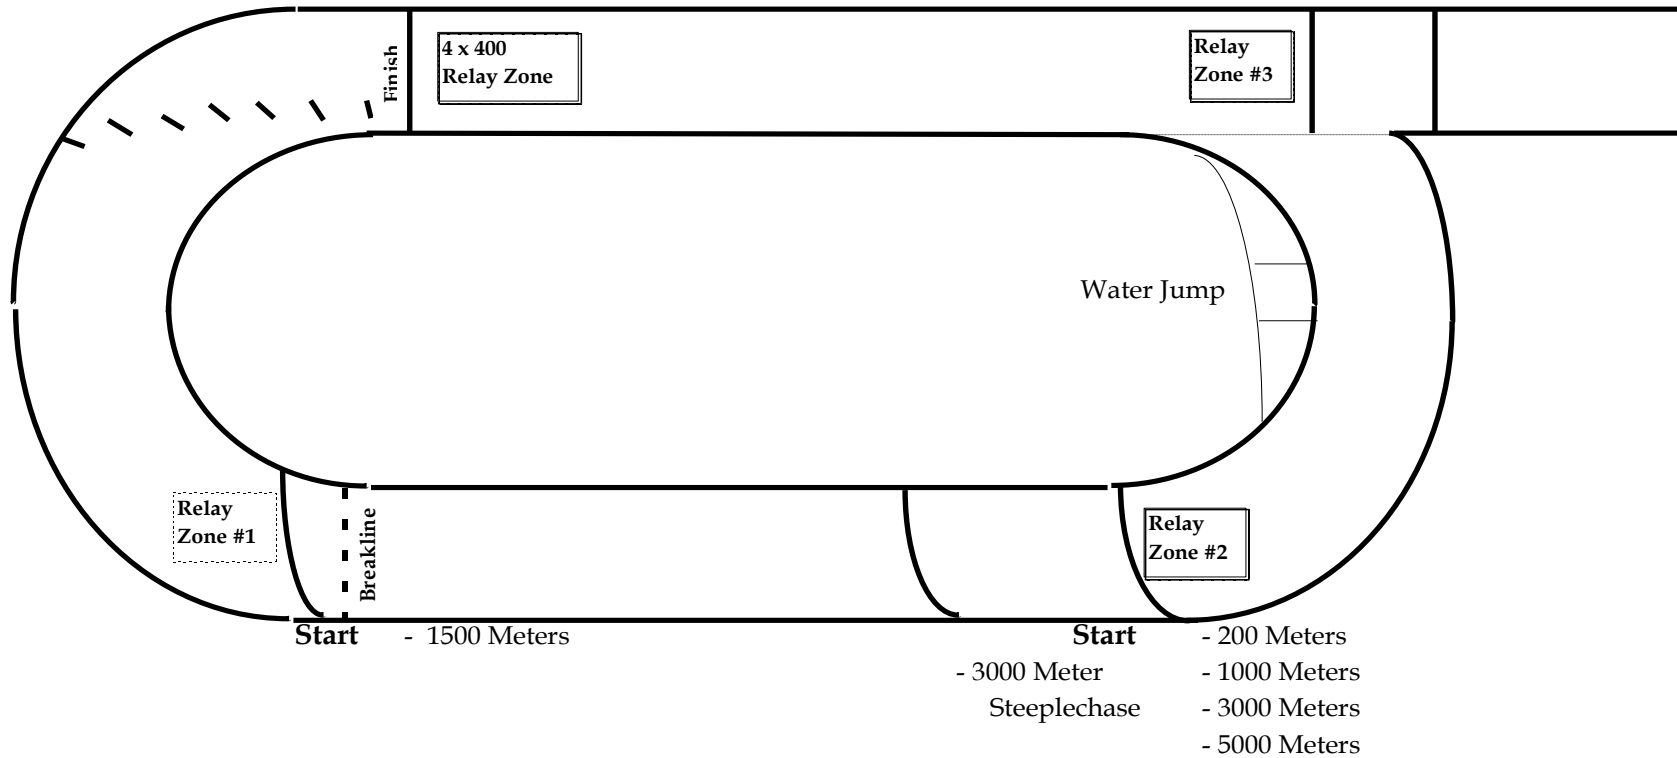 Finish
4 x 400
Relay Zone
Relay
Zone #3
Water Jump
Relay
Zone #1
Breakline
Relay
Zone #2
Start - 1500 Meters
Start - 200 Meters
- 3000 Meter - 1000 Meters
Steeplechase - 3000 Meters
- 5000 Meters